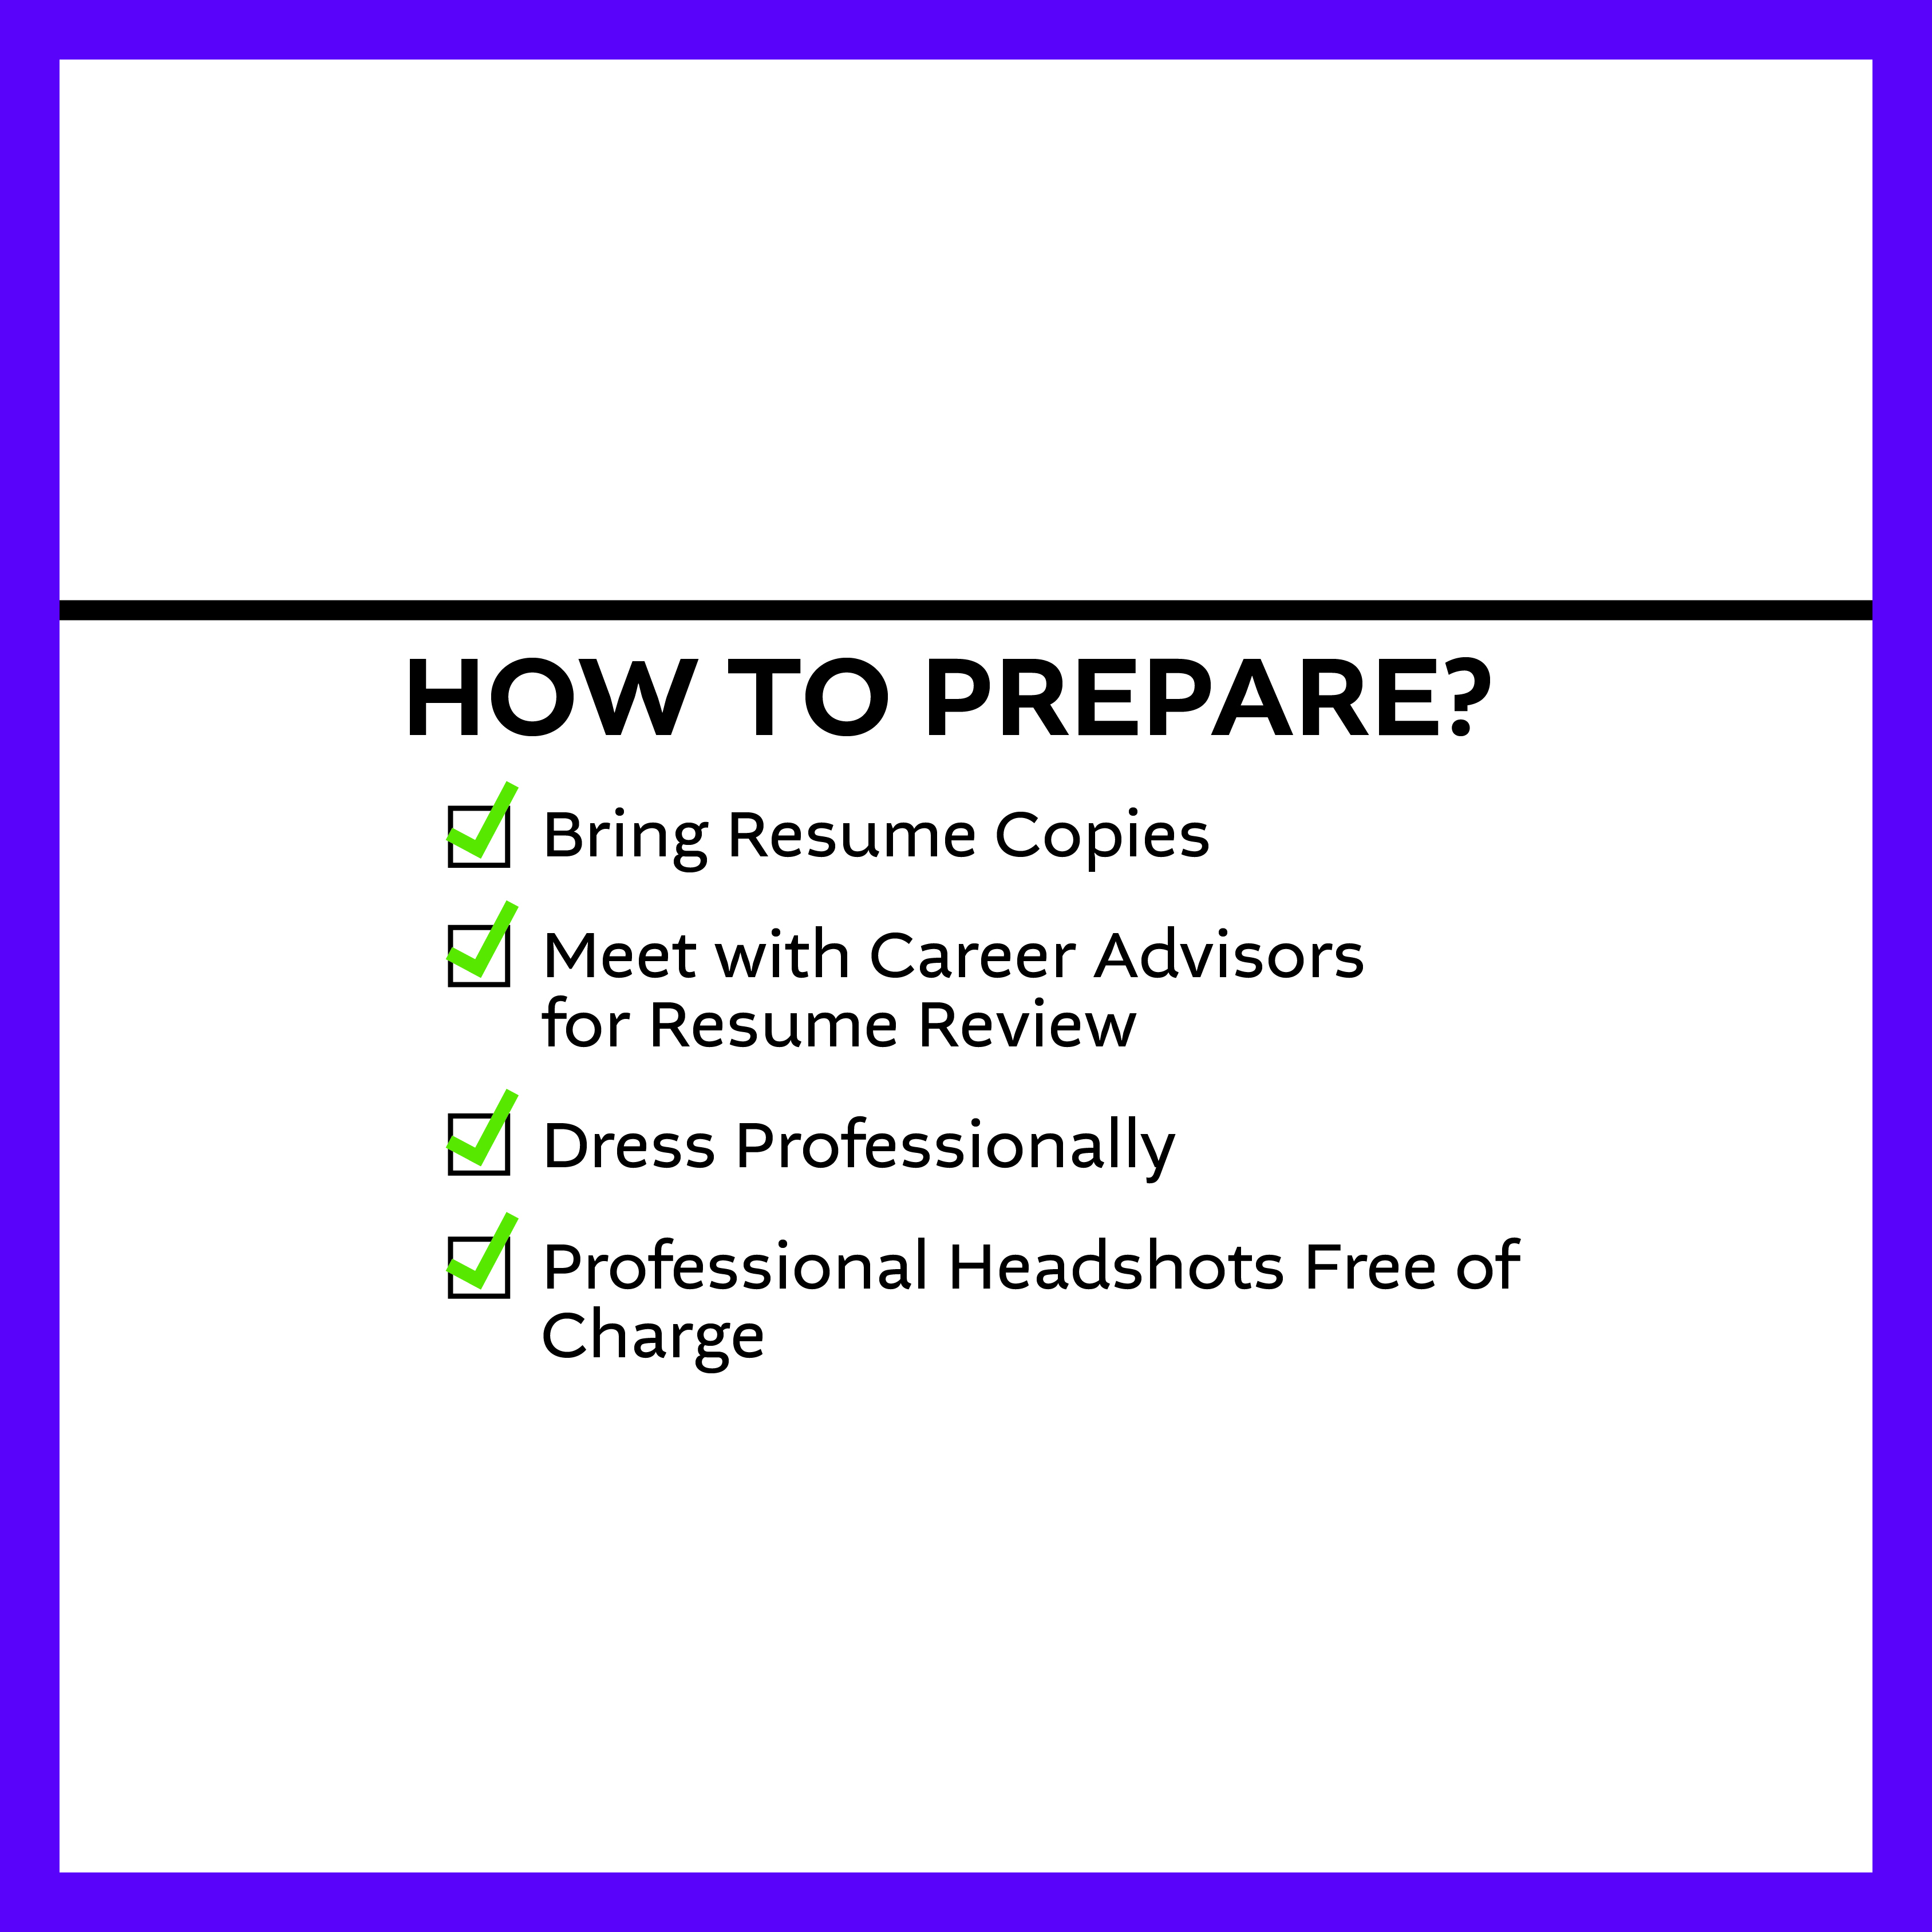 HOW TO PREPARE?
Bring Resume Copies
Meet with Career Advisors
for Resume Review
Dress Professionally
Professional Headshots Free of
Charge